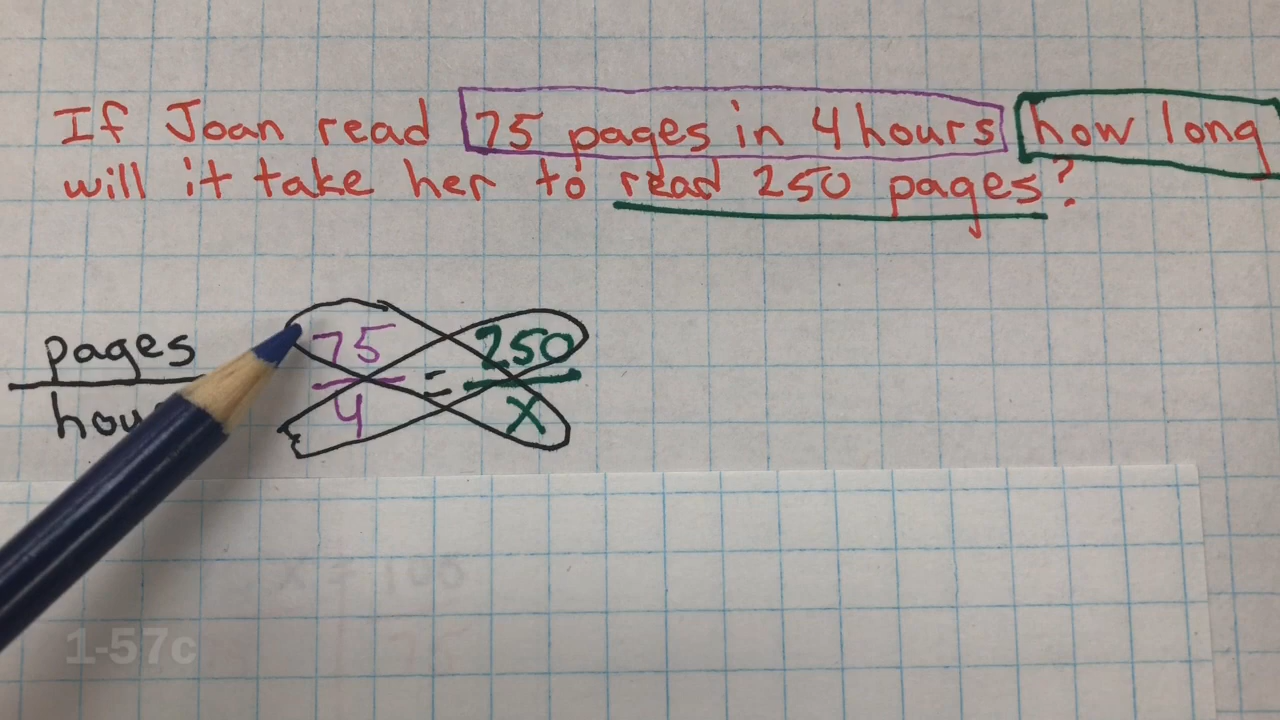 If Joan read 75 pages in 4 hours how long
will it take her to read 250 pages?
pages 75 = 250
4 X
1-57c